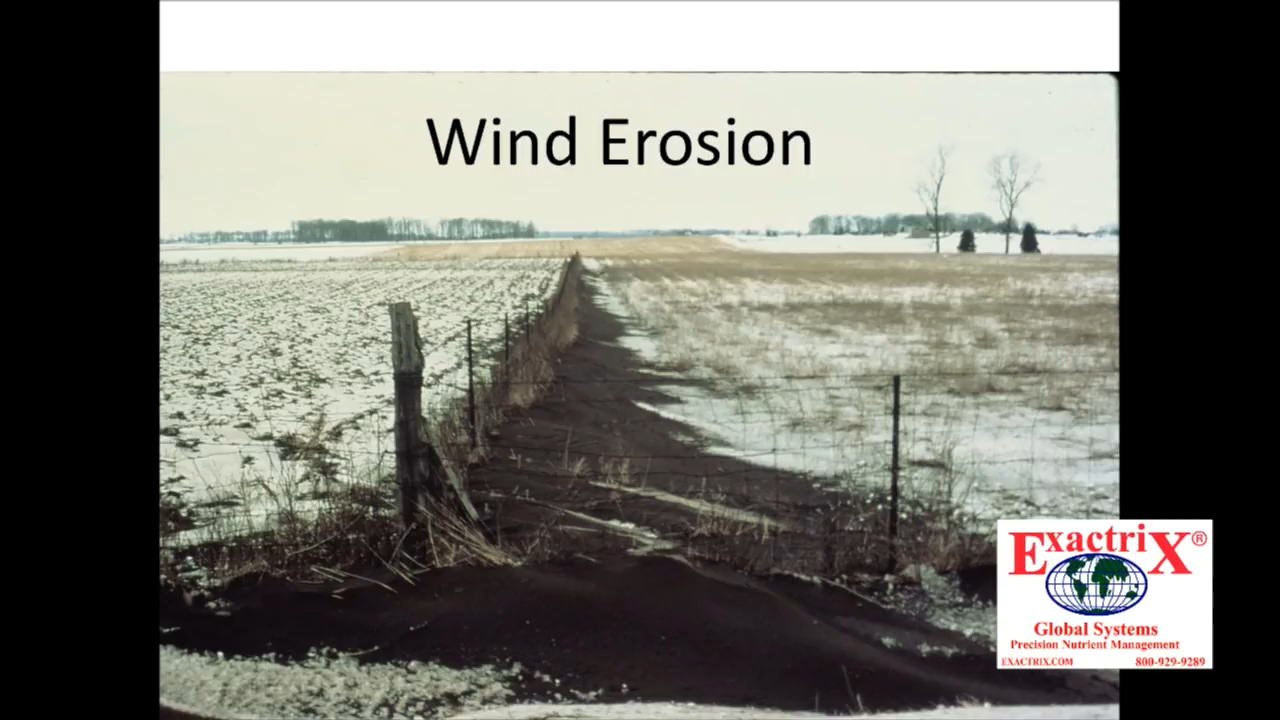 Wind Erosion
ExactriX®
Global Systems
Precision Nutrient Management
EXACTRIX.COM 800-929-9289